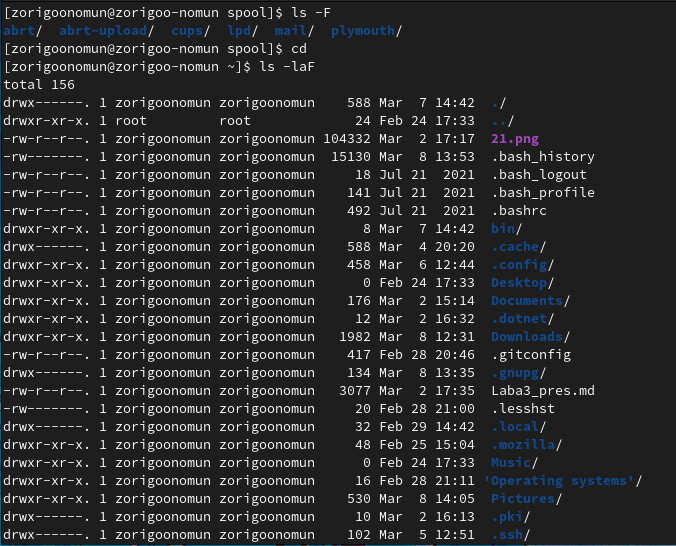 [zorigoonomun@zorigoo-nomun spool]$ ls -F
abrt/  abrt-upload/  cups/  lpd/  mail/  plymouth/
[zorigoonomun@zorigoo-nomun spool]$ cd
[zorigoonomun@zorigoo-nomun ~]$ ls -laF
total 156
drwx------. 1 zorigoonomun zorigoonomun    588 Mar  7 14:42  ./
drwxr-xr-x. 1 root         root             24 Feb 24 17:33  ../
-rw-r--r--. 1 zorigoonomun zorigoonomun 104332 Mar  2 17:17  21.png
-rw-------. 1 zorigoonomun zorigoonomun  15130 Mar  8 13:53  .bash_history
-rw-r--r--. 1 zorigoonomun zorigoonomun     18 Jul 21  2021  .bash_logout
-rw-r--r--. 1 zorigoonomun zorigoonomun    141 Jul 21  2021  .bash_profile
-rw-r--r--. 1 zorigoonomun zorigoonomun    492 Jul 21  2021  .bashrc
drwxr-xr-x. 1 zorigoonomun zorigoonomun      8 Mar  7 14:42  bin/
drwx------. 1 zorigoonomun zorigoonomun    588 Mar  4 20:20  .cache/
drwxr-xr-x. 1 zorigoonomun zorigoonomun    458 Mar  6 12:44  .config/
drwxr-xr-x. 1 zorigoonomun zorigoonomun      0 Feb 24 17:33  Desktop/
drwxr-xr-x. 1 zorigoonomun zorigoonomun    176 Mar  2 15:14  Documents/
drwxr-xr-x. 1 zorigoonomun zorigoonomun     12 Mar  2 16:32  .dotnet/
drwxr-xr-x. 1 zorigoonomun zorigoonomun   1982 Mar  8 12:31  Downloads/
-rw-r--r--. 1 zorigoonomun zorigoonomun    417 Feb 28 20:46  .gitconfig
drwx------. 1 zorigoonomun zorigoonomun    134 Mar  8 13:35  .gnupg/
-rw-r--r--. 1 zorigoonomun zorigoonomun   3077 Mar  2 17:35  Laba3_pres.md
-rw-------. 1 zorigoonomun zorigoonomun     20 Feb 28 21:00  .lesshst
drwx------. 1 zorigoonomun zorigoonomun     32 Feb 29 14:42  .local/
drwxr-xr-x. 1 zorigoonomun zorigoonomun     48 Feb 25 15:04  .mozilla/
drwxr-xr-x. 1 zorigoonomun zorigoonomun      0 Feb 24 17:33  Music/
drwxr-xr-x. 1 zorigoonomun zorigoonomun     16 Feb 28 21:11 'Operating systems'/
drwxr-xr-x. 1 zorigoonomun zorigoonomun    530 Mar  8 14:05  Pictures/
drwx------. 1 zorigoonomun zorigoonomun     10 Mar  2 16:13  .pki/
drwx------. 1 zorigoonomun zorigoonomun    102 Mar  5 12:51  .ssh/